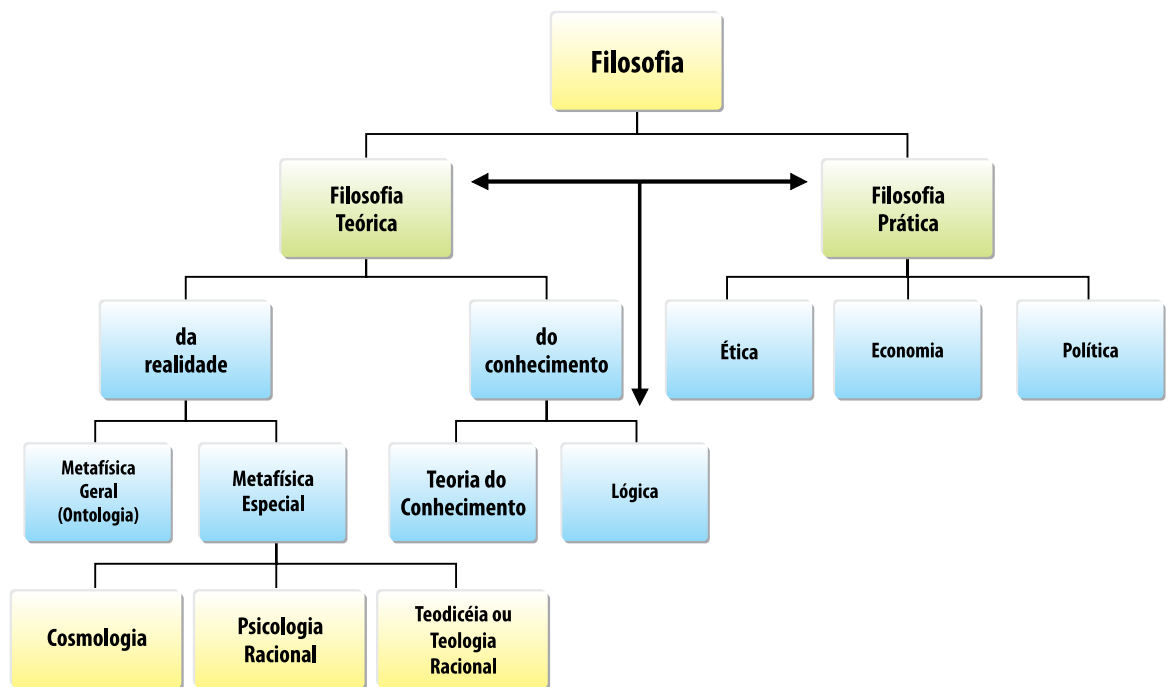 Filosofia
Filosofia
Teórica
Filosofia
Prática
da
realidade
do
conhecimento
Ética
Economia
Política
Metafísica
Geral
(Ontologia)
Metafísica
Especial
Teoria do
Conhecimento
Lógica
Cosmologia
Psicologia
Racional
Teodicéia ou
Teologia
Racional